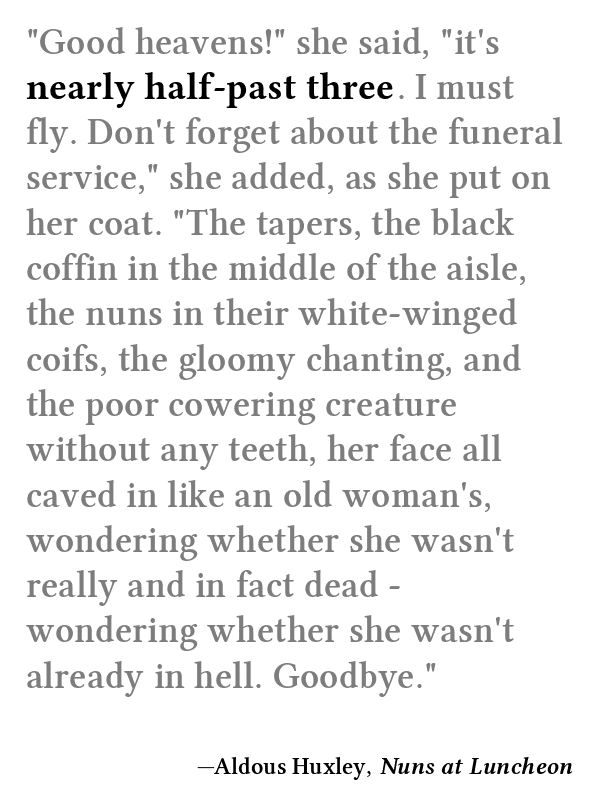 "Good heavens!" she said, "it's
nearly half-past three. I must
fly. Don't forget about the funeral
service," she added, as she put on
her coat. "The tapers, the black
coffin in the middle of the aisle,
the nuns in their white-winged
coifs, the gloomy chanting, and
the poor cowering creature
without any teeth, her face all
caved in like an old woman's,
wondering whether she wasn't
really and in fact dead -
wondering whether she wasn't
already in hell. Goodbye."
—Aldous Huxley, Nuns at Luncheon